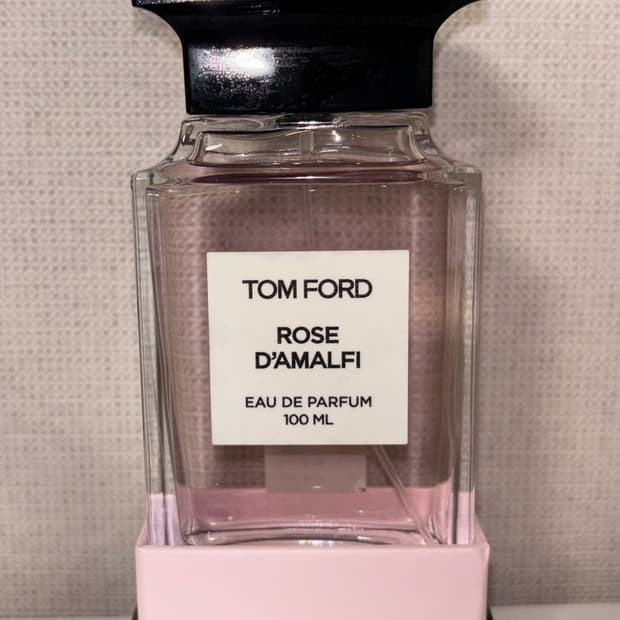 TOM FORD
ROSE
D'AMALFI
EAU DE PARFUM
100 ML